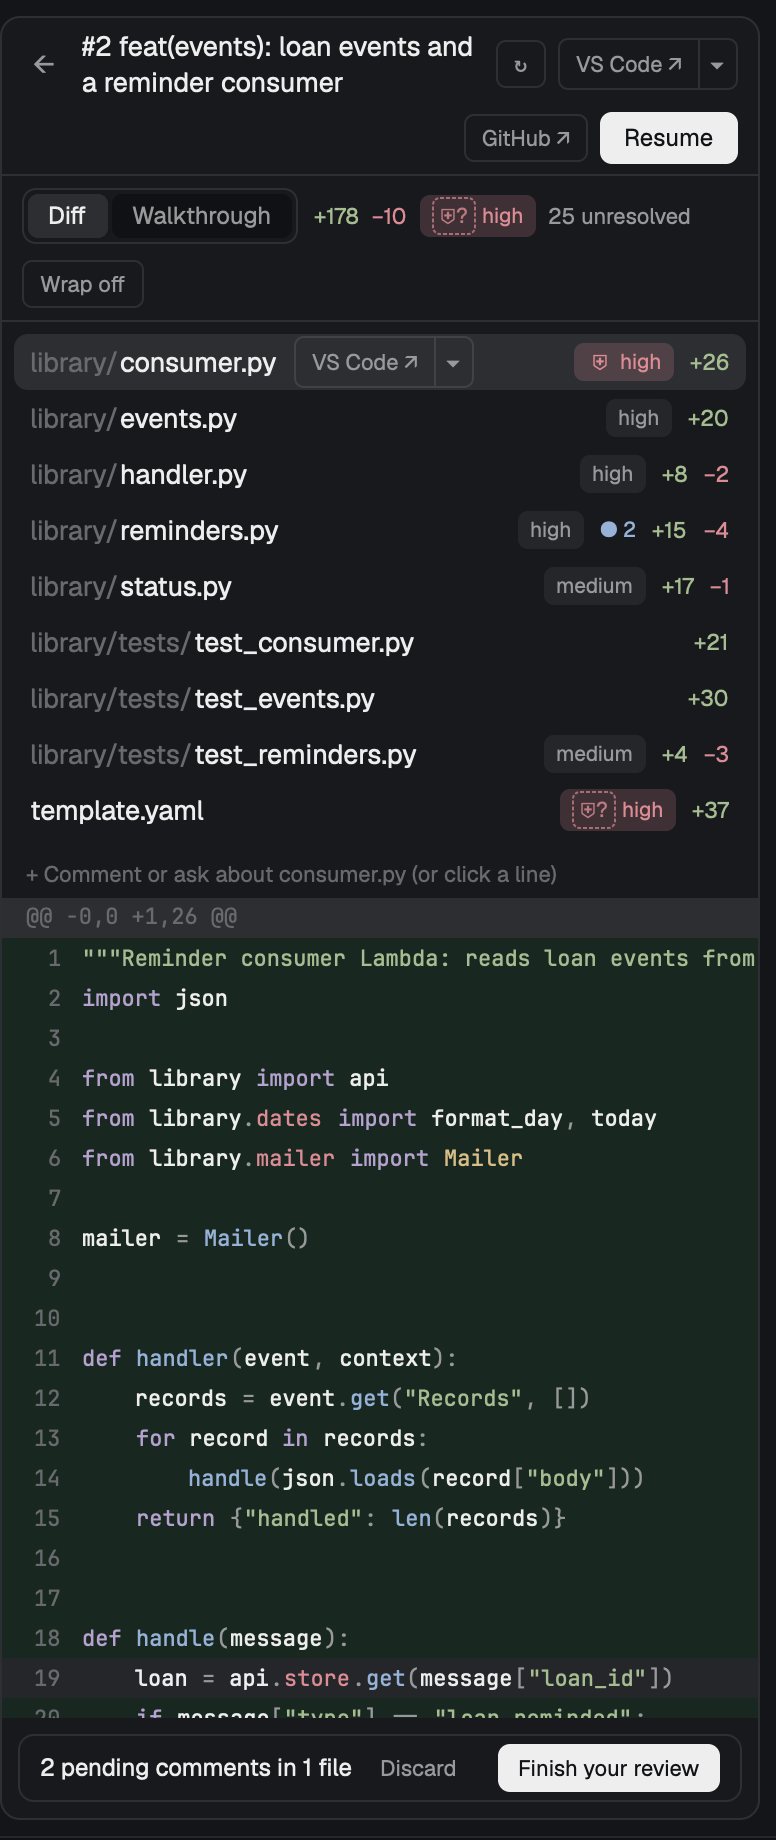 ← #2 feat(events): loan events and
a reminder consumer
↻ VS Code ↗
GitHub ↗ Resume
Diff Walkthrough +178 −10 ? high 25 unresolved
Wrap off
library/consumer.py VS Code ↗ high +26
library/events.py high +20
library/handler.py high +8 −2
library/reminders.py high 2 +15 −4
library/status.py medium +17 −1
library/tests/test_consumer.py +21
library/tests/test_events.py +30
library/tests/test_reminders.py medium +4 −3
template.yaml ? high +37
+ Comment or ask about consumer.py (or click a line)
@@ -0,0 +1,26 @@
1 """Reminder consumer Lambda: reads loan events from
2 import json
3
4 from library import api
5 from library.dates import format_day, today
6 from library.mailer import Mailer
7
8 mailer = Mailer()
9
10
11 def handler(event, context):
12     records = event.get("Records", [])
13     for record in records:
14         handle(json.loads(record["body"]))
15     return {"handled": len(records)}
16
17
18 def handle(message):
19     loan = api.store.get(message["loan_id"])
20     if message["type"] == "loan.reminded":
2 pending comments in 1 file Discard Finish your review